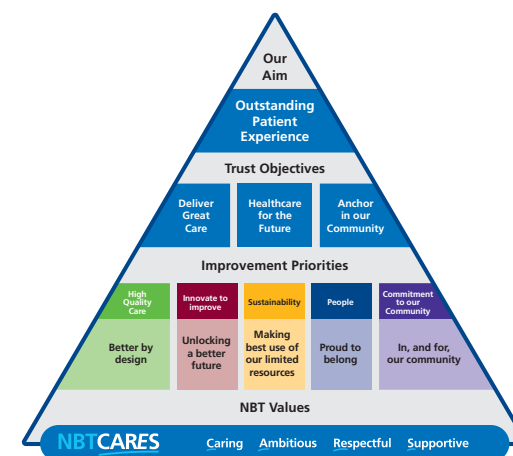 Our
Aim
Outstanding
Patient
Experience
Trust Objectives
Deliver
Great
Care
Healthcare
for the
Future
Anchor
in our
Community
Improvement Priorities
High
Quality
Care
Innovate to
improve
Sustainability
People
Commitment
to our
Community
Better by
design
Unlocking
a better
future
Making
best use of
our limited
resources
Proud to
belong
In, and for,
our community
NBT Values
NBTCARES Caring Ambitious Respectful Supportive